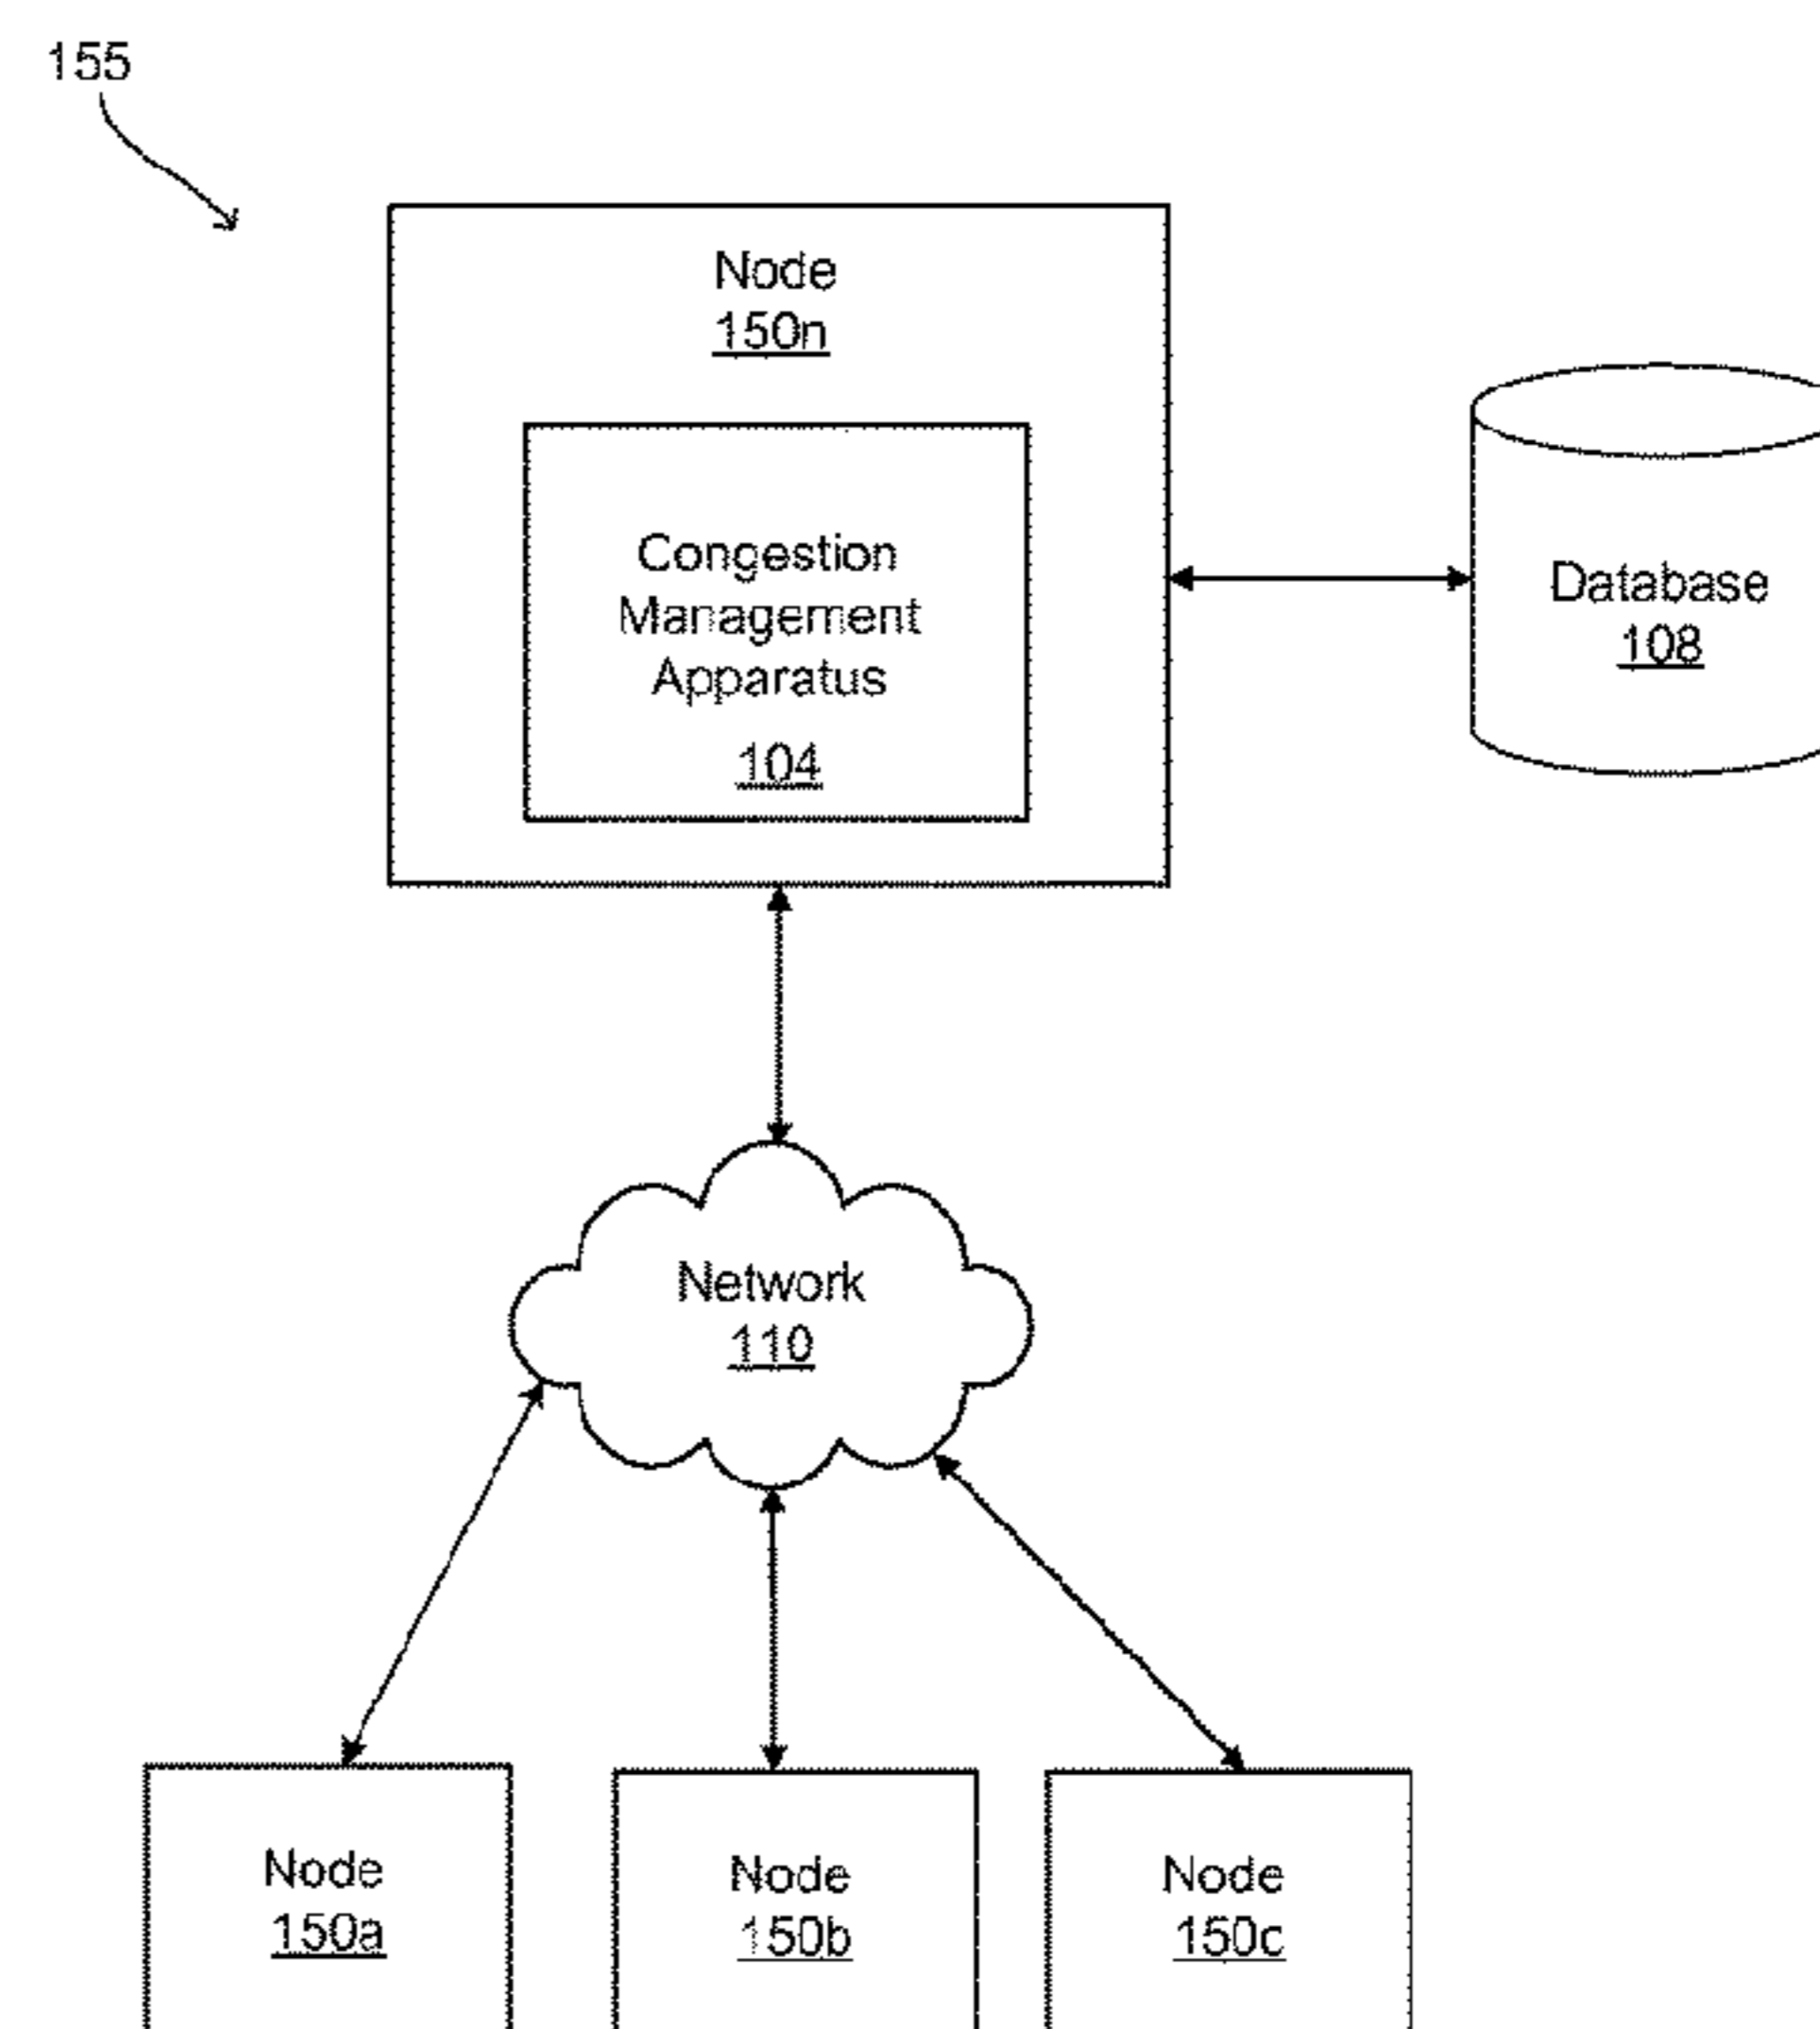 155
Node
150n
Congestion
Management
Apparatus
104
Database
108
Network
110
Node
150a
Node
150b
Node
150c